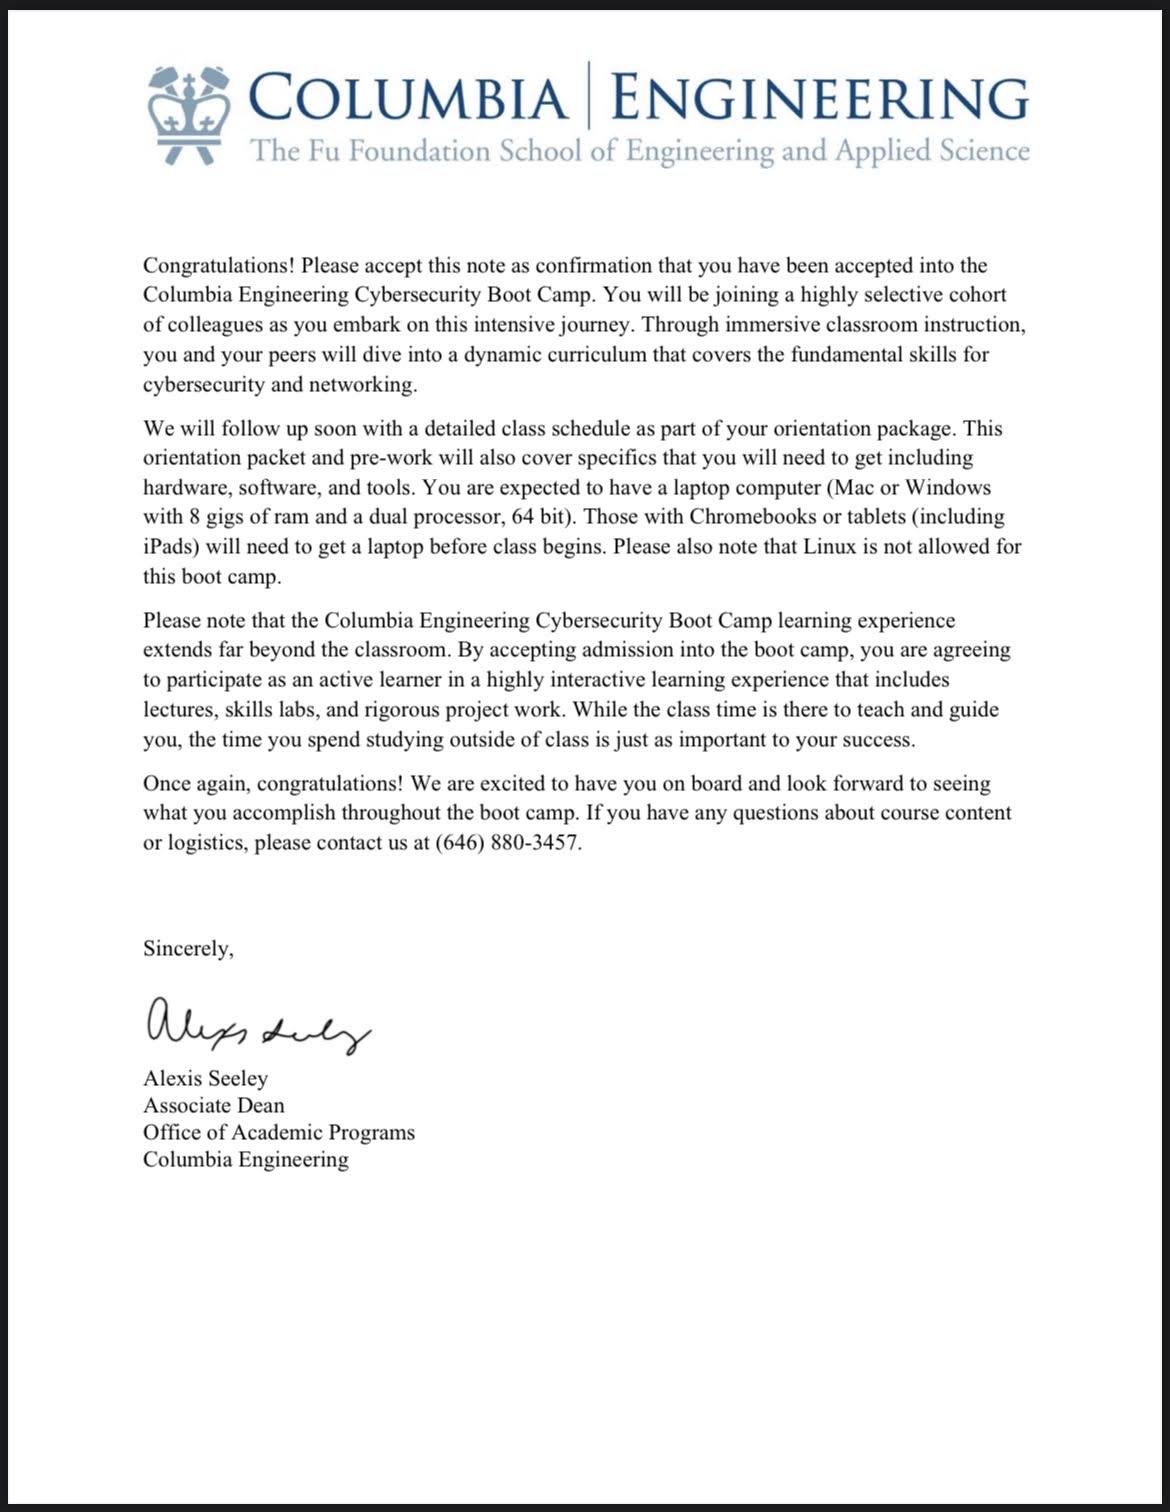 COLUMBIA | ENGINEERING
The Fu Foundation School of Engineering and Applied Science
Congratulations! Please accept this note as confirmation that you have been accepted into the
Columbia Engineering Cybersecurity Boot Camp. You will be joining a highly selective cohort
of colleagues as you embark on this intensive journey. Through immersive classroom instruction,
you and your peers will dive into a dynamic curriculum that covers the fundamental skills for
cybersecurity and networking.
We will follow up soon with a detailed class schedule as part of your orientation package. This
orientation packet and pre-work will also cover specifics that you will need to get including
hardware, software, and tools. You are expected to have a laptop computer (Mac or Windows
with 8 gigs of ram and a dual processor, 64 bit). Those with Chromebooks or tablets (including
iPads) will need to get a laptop before class begins. Please also note that Linux is not allowed for
this boot camp.
Please note that the Columbia Engineering Cybersecurity Boot Camp learning experience
extends far beyond the classroom. By accepting admission into the boot camp, you are agreeing
to participate as an active learner in a highly interactive learning experience that includes
lectures, skills labs, and rigorous project work. While the class time is there to teach and guide
you, the time you spend studying outside of class is just as important to your success.
Once again, congratulations! We are excited to have you on board and look forward to seeing
what you accomplish throughout the boot camp. If you have any questions about course content
or logistics, please contact us at (646) 880-3457.
Sincerely,
Alexis Seeley
Alexis Seeley
Associate Dean
Office of Academic Programs
Columbia Engineering